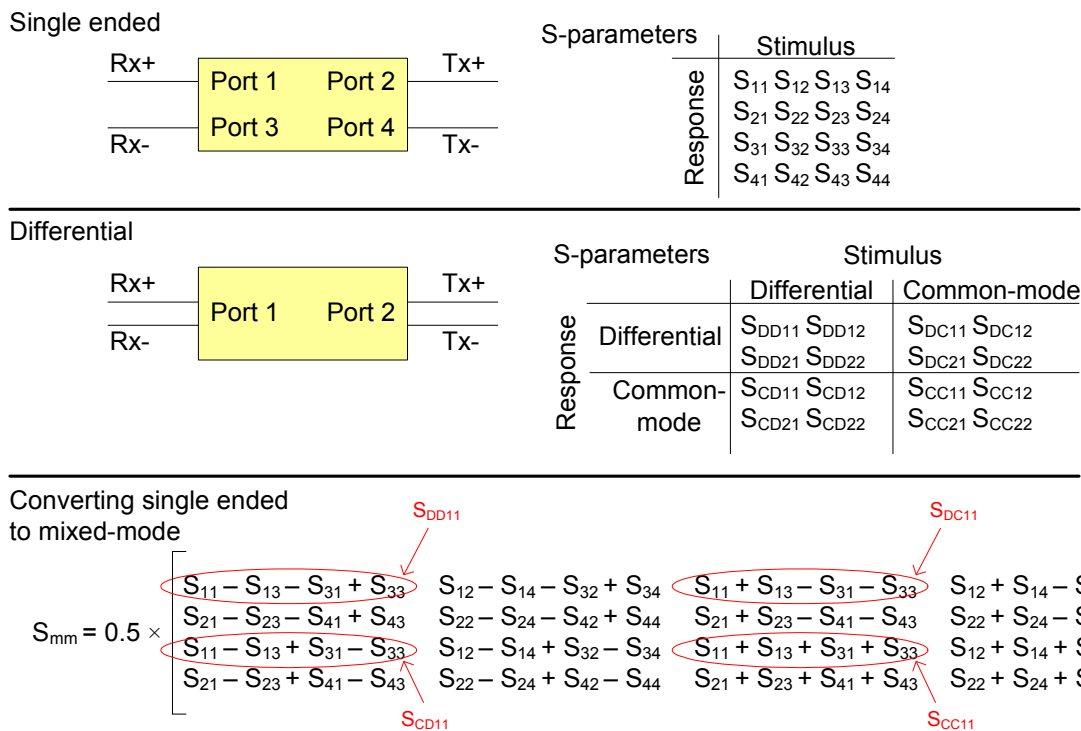 Single ended
Rx+
Tx+
Port 1 Port 2
Port 3 Port 4
Rx-
Tx-
S-parameters
Stimulus
Response
S11 S12 S13 S14
S21 S22 S23 S24
S31 S32 S33 S34
S41 S42 S43 S44
Differential
Rx+
Tx+
Port 1 Port 2
Rx-
Tx-
S-parameters
Stimulus
Differential Common-mode
Response
Differential
SDD11 SDD12 SDC11 SDC12
SDD21 SDD22 SDC21 SDC22
Common-
mode
SCD11 SCD12 SCC11 SCC12
SCD21 SCD22 SCC21 SCC22
Converting single ended
to mixed-mode
SDD11
SDC11
Smm = 0.5 ×
S11 – S13 – S31 + S33 S12 – S14 – S32 + S34 S11 + S13 – S31 – S33 S12 + S14 –
S21 – S23 – S41 + S43 S22 – S24 – S42 + S44 S21 + S23 – S41 – S43 S22 + S24 –
S11 – S13 + S31 – S33 S12 – S14 + S32 – S34 S11 + S13 + S31 + S33 S12 + S14 +
S21 – S23 + S41 – S43 S22 – S24 + S42 – S44 S21 + S23 + S41 + S43 S22 + S24 +
SCD11
SCC11